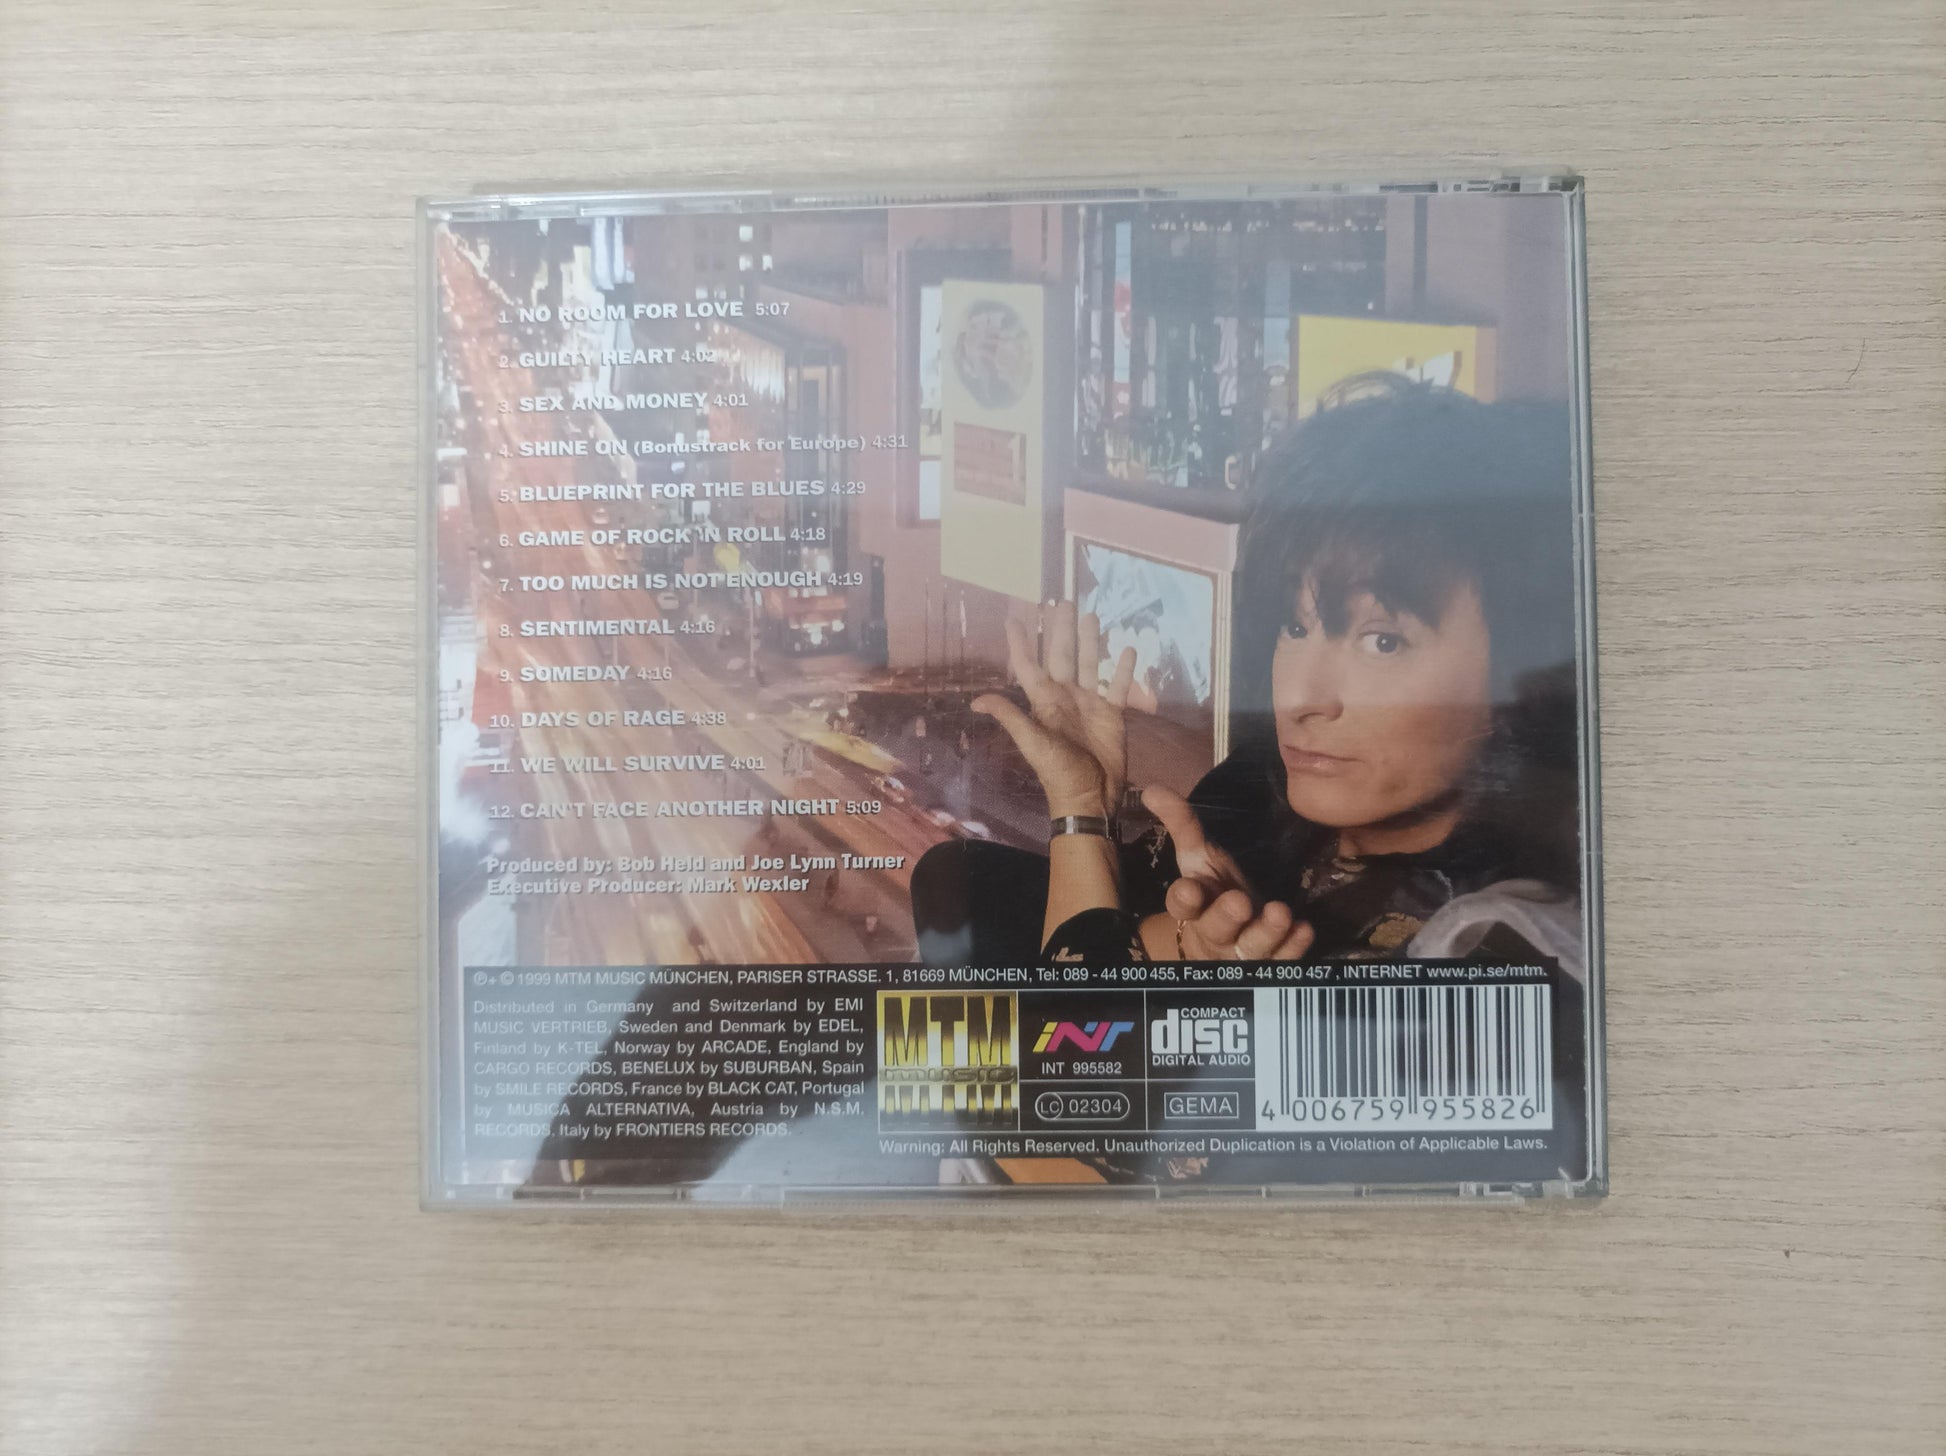 1. NO ROOM FOR LOVE 5:07
2. GUILTY HEART 4:02
3. SEX AND MONEY 4:01
4. SHINE ON (Bonustrack for Europe) 4:31
5. BLUEPRINT FOR THE BLUES 4:29
6. GAME OF ROCK 'N ROLL 4:18
7. TOO MUCH IS NOT ENOUGH 4:19
8. SENTIMENTAL 4:16
9. SOMEDAY 4:16
10. DAYS OF RAGE 4:38
11. WE WILL SURVIVE 4:01
12. CAN'T FACE ANOTHER NIGHT 5:09
Produced by: Bob Held and Joe Lynn Turner
Executive Producer: Mark Wexler
℗+ © 1999 MTM MUSIC MÜNCHEN, PARISER STRASSE. 1, 81669 MÜNCHEN, Tel: 089 - 44 900 455, Fax: 089 - 44 900 457 , INTERNET www.pi.se/mtm.
Distributed in Germany and Switzerland by EMI
MUSIC VERTRIEB, Sweden and Denmark by EDEL,
Finland by K-TEL, Norway by ARCADE, England by
CARGO RECORDS, BENELUX by SUBURBAN, Spain
by SMILE RECORDS, France by BLACK CAT, Portugal
by MUSICA ALTERNATIVA, Austria by N.S.M.
RECORDS, Italy by FRONTIERS RECORDS.
MTM
music
INT
INT 995582
LC 02304
COMPACT
disc
DIGITAL AUDIO
GEMA
4 006759 955826
Warning: All Rights Reserved. Unauthorized Duplication is a Violation of Applicable Laws.